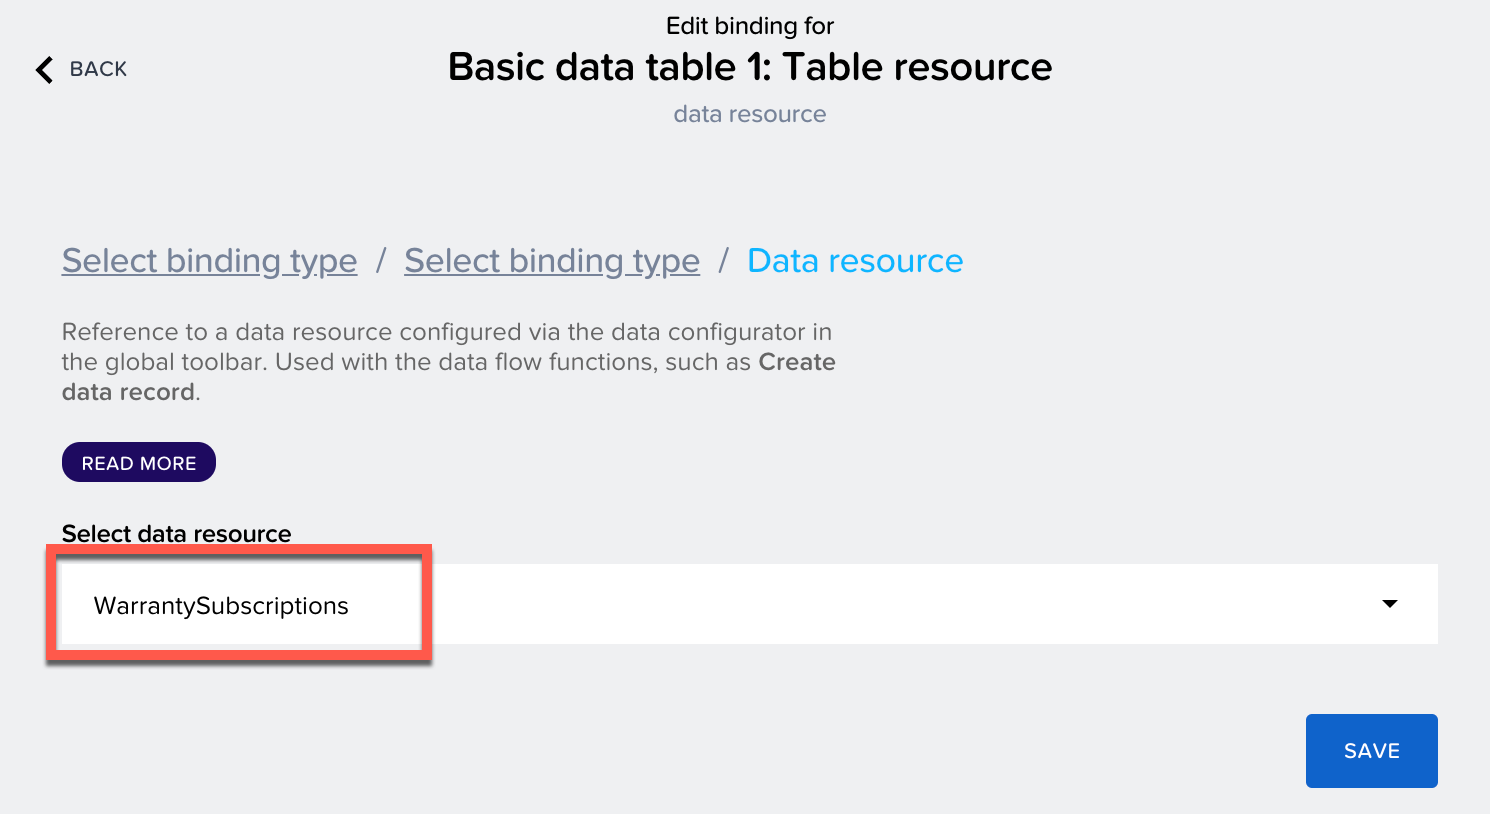 Edit binding for
BACK
Basic data table 1: Table resource
data resource
Select binding type / Select binding type / Data resource
Reference to a data resource configured via the data configurator in
the global toolbar. Used with the data flow functions, such as Create
data record.
READ MORE
Select data resource
WarrantySubscriptions
SAVE